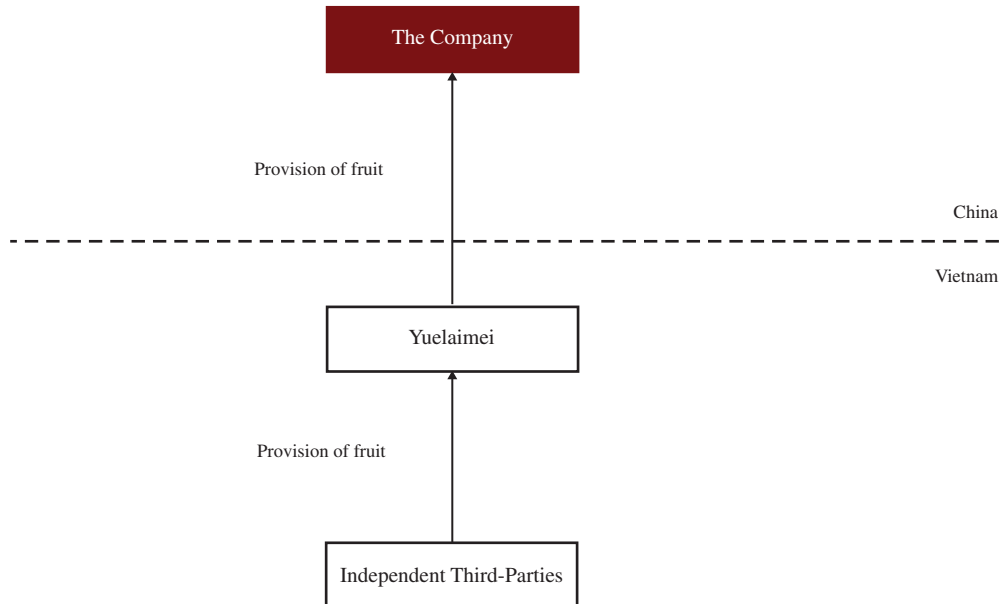 The Company
Provision of fruit
China
Vietnam
Yuelaimei
Provision of fruit
Independent Third-Parties